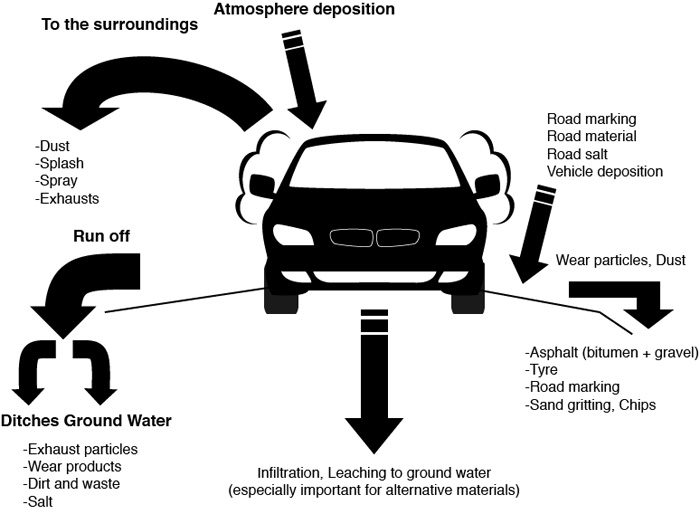 Atmosphere deposition
To the surroundings
-Dust
-Splash
-Spray
-Exhausts
Road marking
Road material
Road salt
Vehicle deposition
Run off
Wear particles, Dust
-Asphalt (bitumen + gravel)
-Tyre
-Road marking
-Sand gritting, Chips
Ditches Ground Water
-Exhaust particles
-Wear products
-Dirt and waste
-Salt
Infiltration, Leaching to ground water
(especially important for alternative materials)